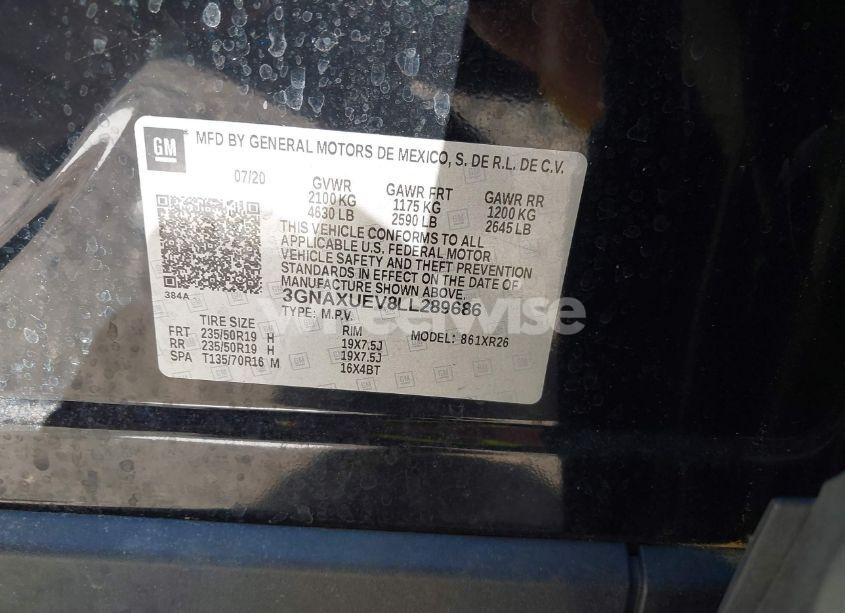 GM MFD BY GENERAL MOTORS DE MEXICO, S. DE R.L. DE C.V.
07/20 GVWR GAWR FRT GAWR RR
2100 KG 1175 KG 1200 KG
4630 LB 2590 LB 2645 LB
THIS VEHICLE CONFORMS TO ALL
APPLICABLE U.S. FEDERAL MOTOR
VEHICLE SAFETY AND THEFT PREVENTION
STANDARDS IN EFFECT ON THE DATE OF
MANUFACTURE SHOWN ABOVE.
384A
3GNAXUEV8LL289686
TYPE: M.P.V. MODEL: 861XR26
TIRE SIZE RIM
FRT 235/50R19 H 19X7.5J
RR 235/50R19 H 19X7.5J
SPA T135/70R16 M 16X4BT
wheelwise